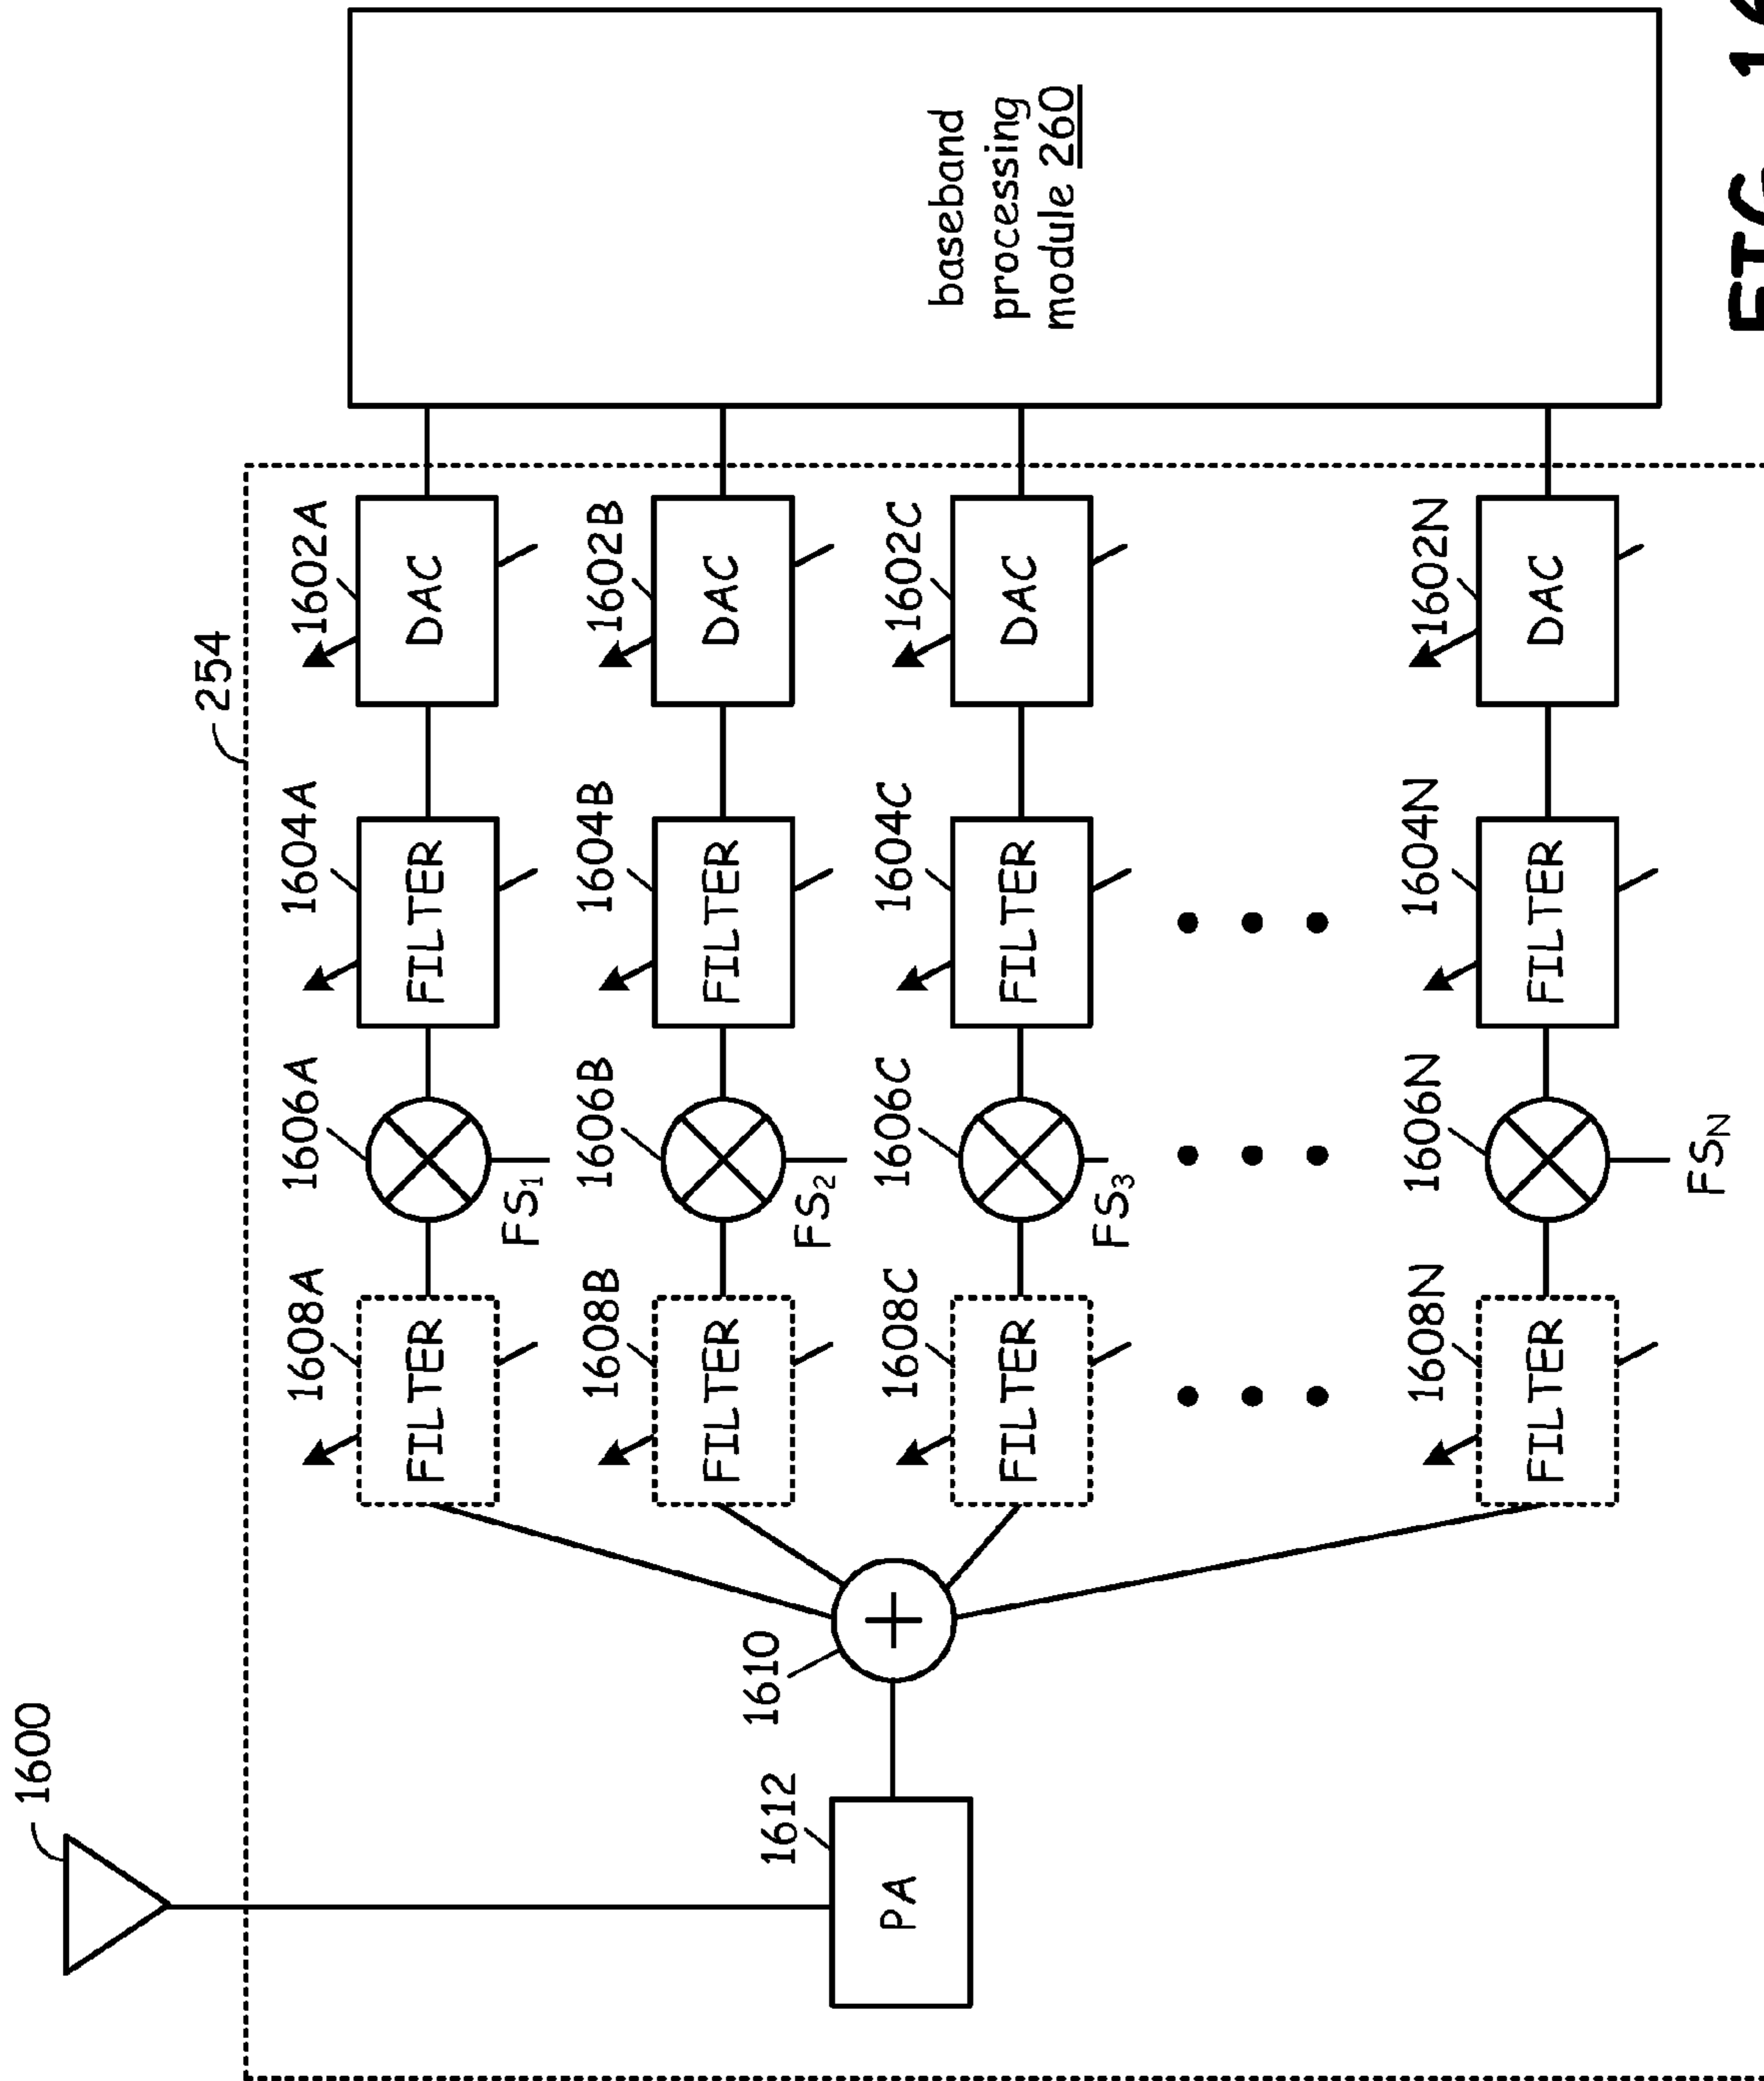 1600
254
1608A
1606A
1604A
1602A
FILTER
FILTER
DAC
FS₁
1608B
1606B
1604B
1602B
FILTER
FILTER
DAC
FS₂
1612
1610
PA
1608C
1606C
1604C
1602C
FILTER
FILTER
DAC
FS₃
baseband
processing
module 260
1608N
1606N
1604N
1602N
FILTER
FILTER
DAC
FSN